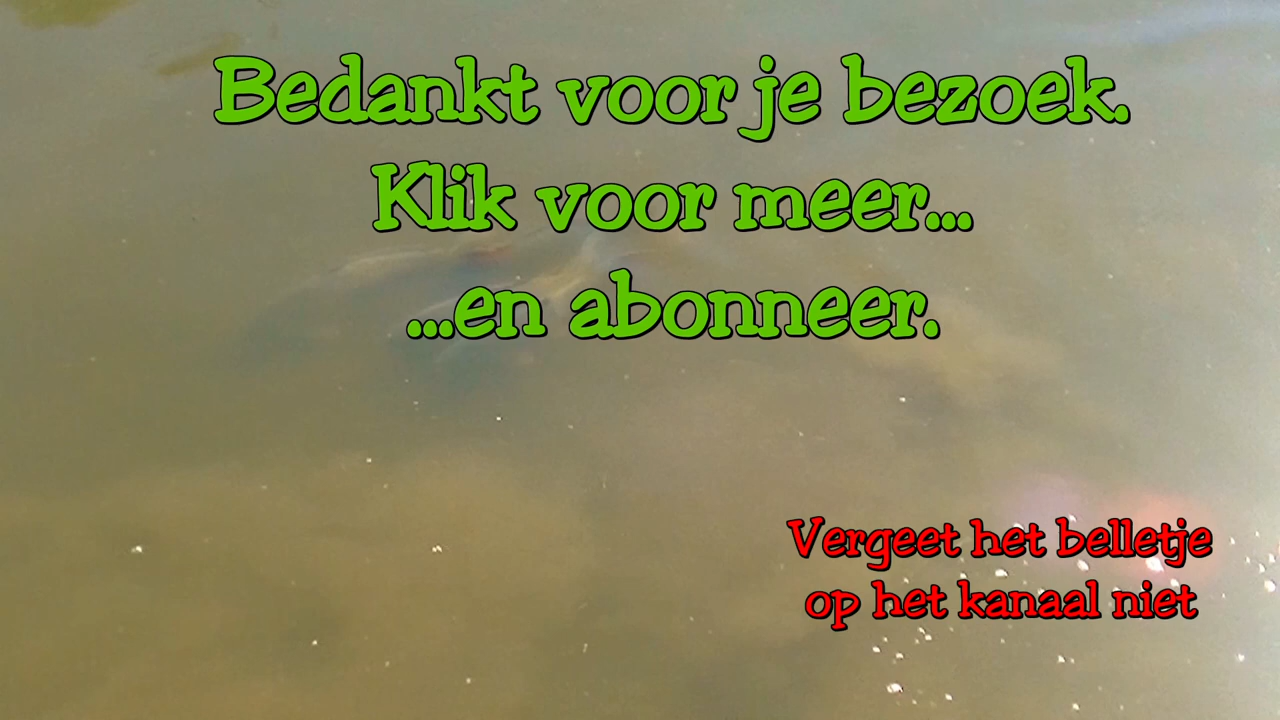 Bedankt voor je bezoek.
Klik voor meer...
...en abonneer.
Vergeet het belletje
op het kanaal niet